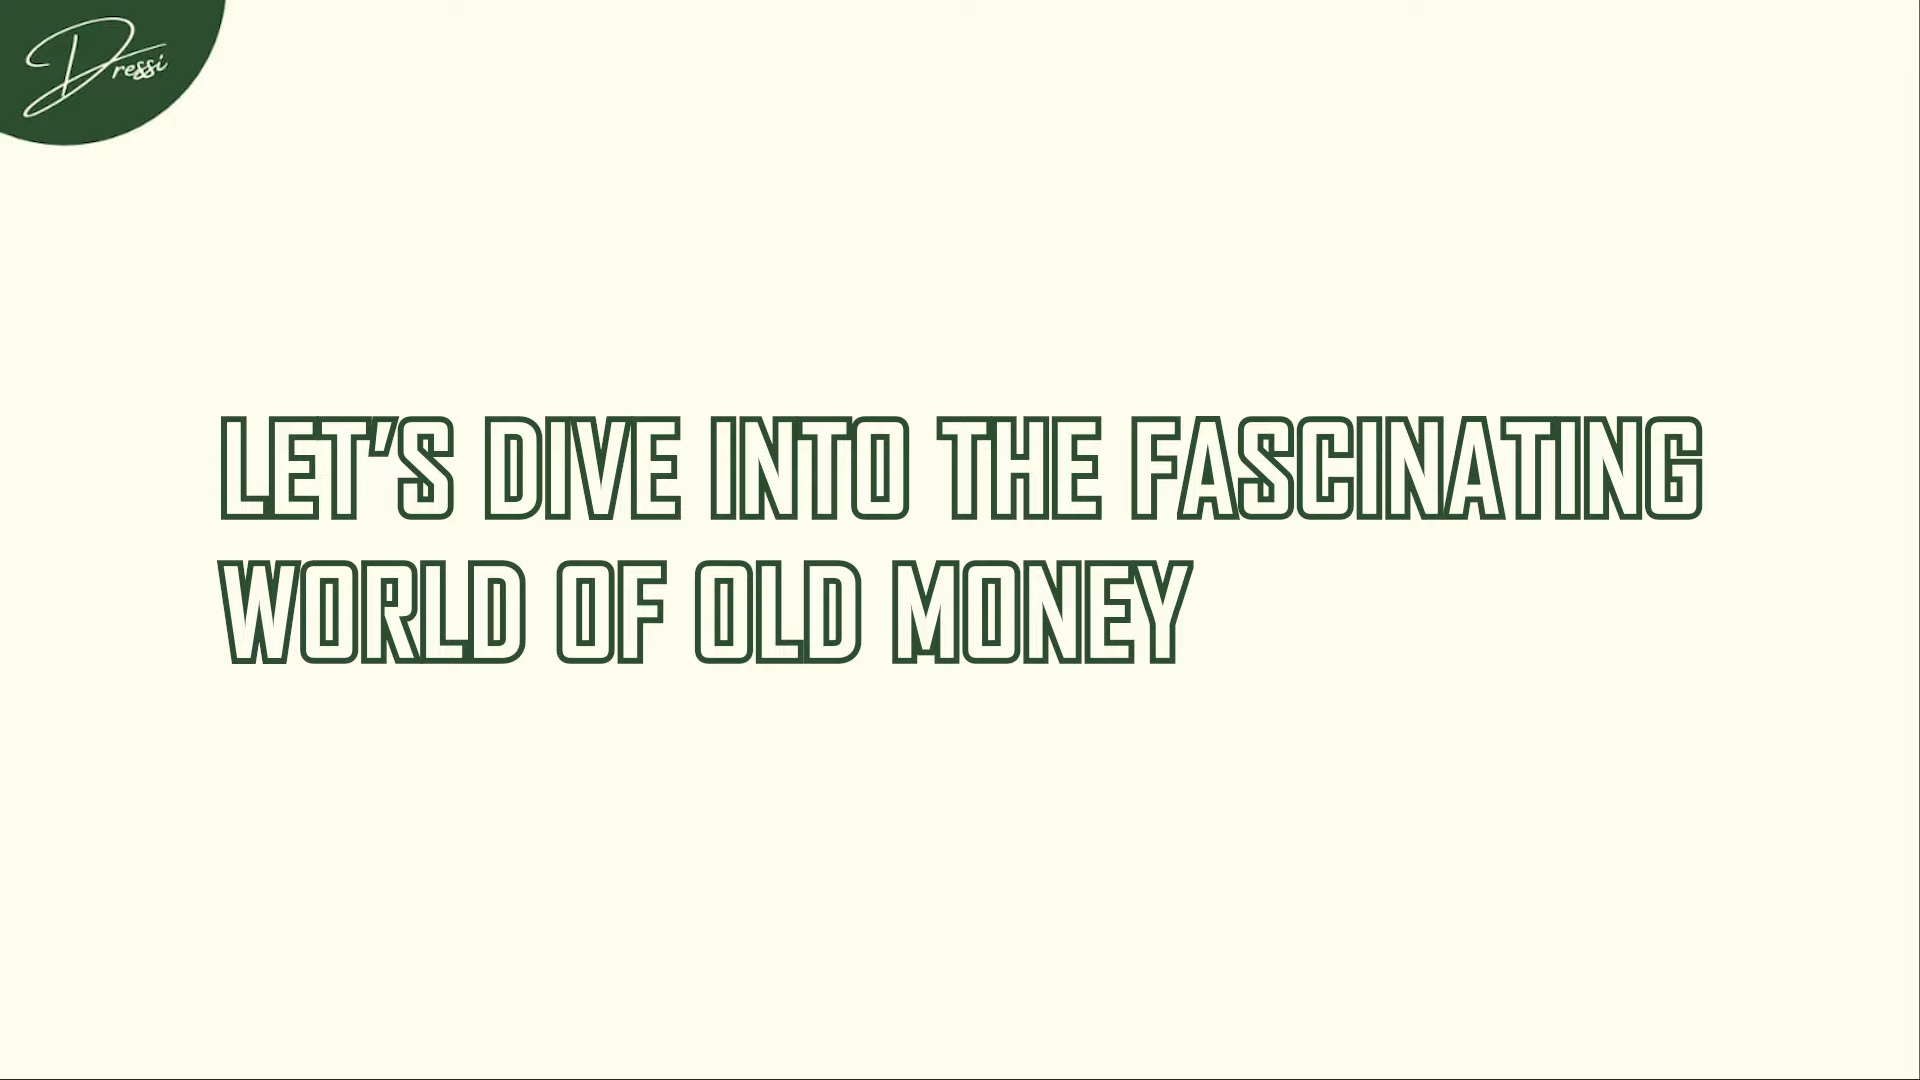 Dressi
LET'S DIVE INTO THE FASCINATING
WORLD OF OLD MONEY